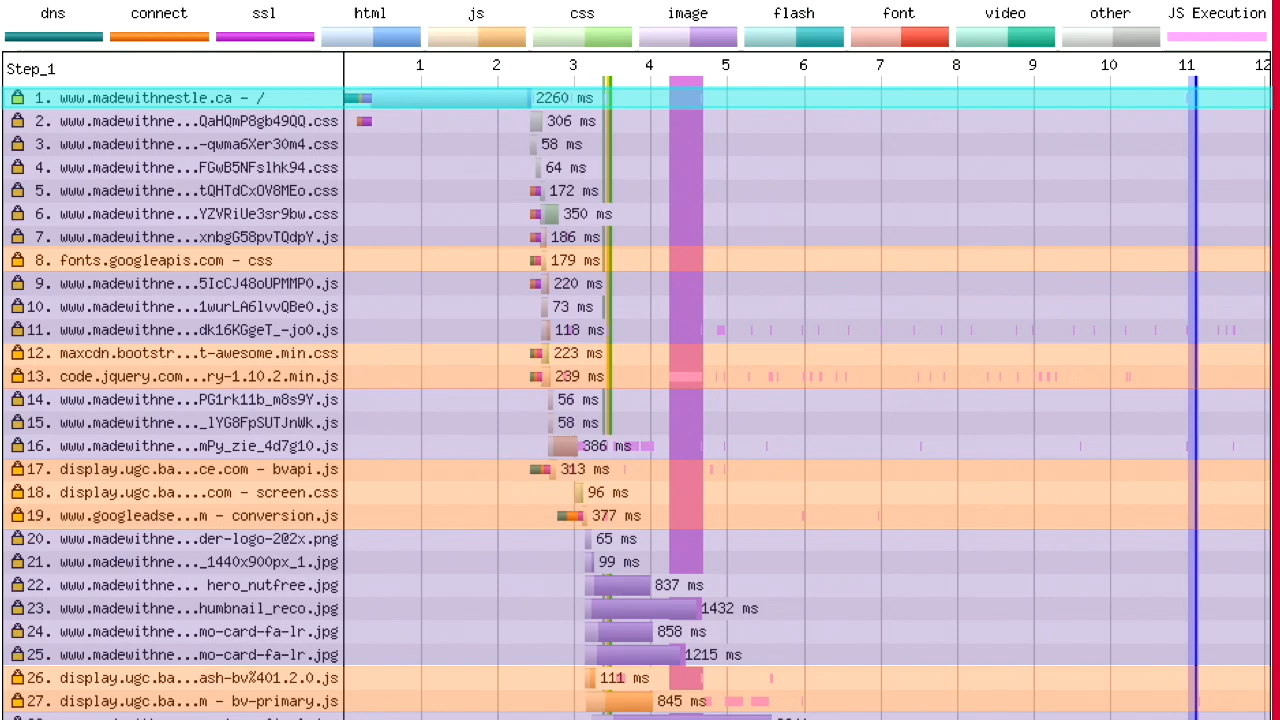 dns connect ssl html js css image flash font video other JS Execution
Step_1 1 2 3 4 5 6 7 8 9 10 11 12
1. www.madewithnestle.ca - / 2260 ms
2. www.madewithne...QaHQmP8gb49QQ.css 306 ms
3. www.madewithne...-qwma6Xer30m4.css 58 ms
4. www.madewithne...FGwB5NFslhk94.css 64 ms
5. www.madewithne...tQHTdCxOV8MEo.css 172 ms
6. www.madewithne...YZVRiUe3sr9bw.css 350 ms
7. www.madewithne...xnbgG58pvTQdpY.js 186 ms
8. fonts.googleapis.com - css 179 ms
9. www.madewithne...5IcCJ48oUPMMP0.js 220 ms
10. www.madewithne...1wurLA6lvvQBe0.js 73 ms
11. www.madewithne...dk16KGgeT_-jo0.js 118 ms
12. maxcdn.bootstr...t-awesome.min.css 223 ms
13. code.jquery.com...ry-1.10.2.min.js 239 ms
14. www.madewithne...PG1rk11b_m8s9Y.js 56 ms
15. www.madewithne..._lYG8FpSUTJnWk.js 58 ms
16. www.madewithne...mPy_zie_4d7g10.js 386 ms
17. display.ugc.ba...ce.com - bvapi.js 313 ms
18. display.ugc.ba....com - screen.css 96 ms
19. www.googleadse...m - conversion.js 377 ms
20. www.madewithne...der-logo-2@2x.png 65 ms
21. www.madewithne..._1440x900px_1.jpg 99 ms
22. www.madewithne... hero_nutfree.jpg 837 ms
23. www.madewithne...humbnail_reco.jpg 1432 ms
24. www.madewithne...mo-card-fa-lr.jpg 858 ms
25. www.madewithne...mo-card-fa-lr.jpg 1215 ms
26. display.ugc.ba...ash-bv%401.2.0.js 111 ms
27. display.ugc.ba...m - bv-primary.js 845 ms